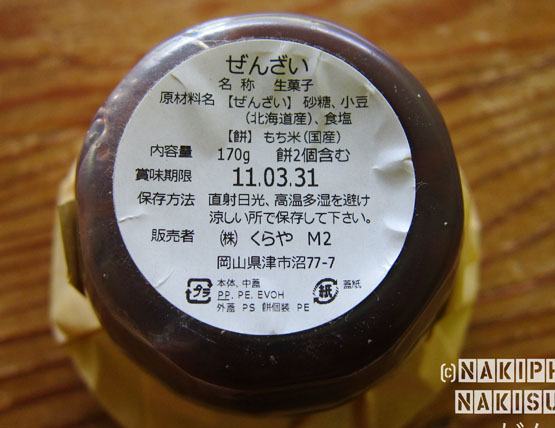 ぜんざい
名 称 生菓子
原材料名 【ぜんざい】 砂糖、小豆
(北海道産)、食塩
【餅】 もち米(国産)
内容量 170g 餅2個含む
賞味期限 11.03.31
保存方法 直射日光、高温多湿を避け
涼しい所で保存して下さい。
販売者 (株) くらや M2
岡山県津市沼77-7
プラ 本体、中蓋 紙 蓋紙
PP. PE. EVOH
外蓋 PS 餅個装 PE
(C) NAKIPH
NAKISU